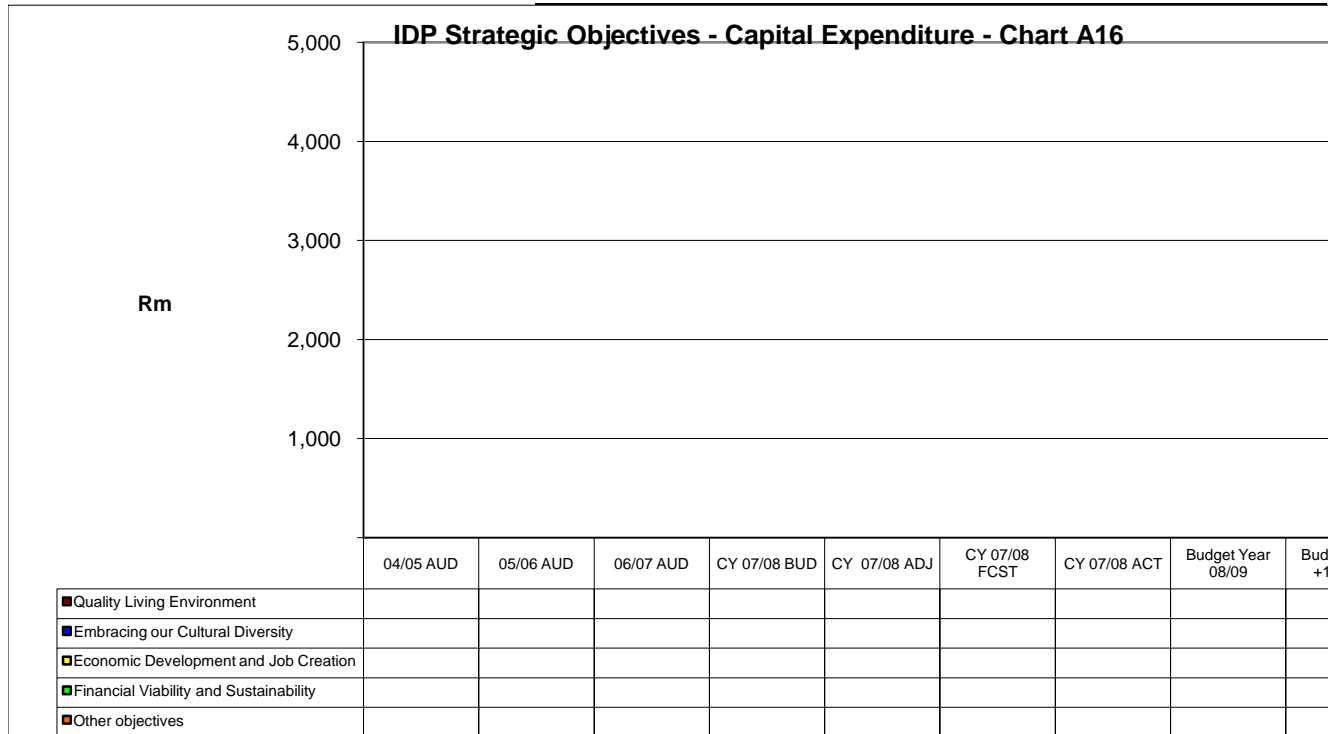 IDP Strategic Objectives - Capital Expenditure - Chart A16
5,000
4,000
3,000
Rm
2,000
1,000
04/05 AUD 05/06 AUD 06/07 AUD CY 07/08 BUD CY 07/08 ADJ CY 07/08 FCST CY 07/08 ACT Budget Year 08/09 Bud +1
Quality Living Environment
Embracing our Cultural Diversity
Economic Development and Job Creation
Financial Viability and Sustainability
Other objectives